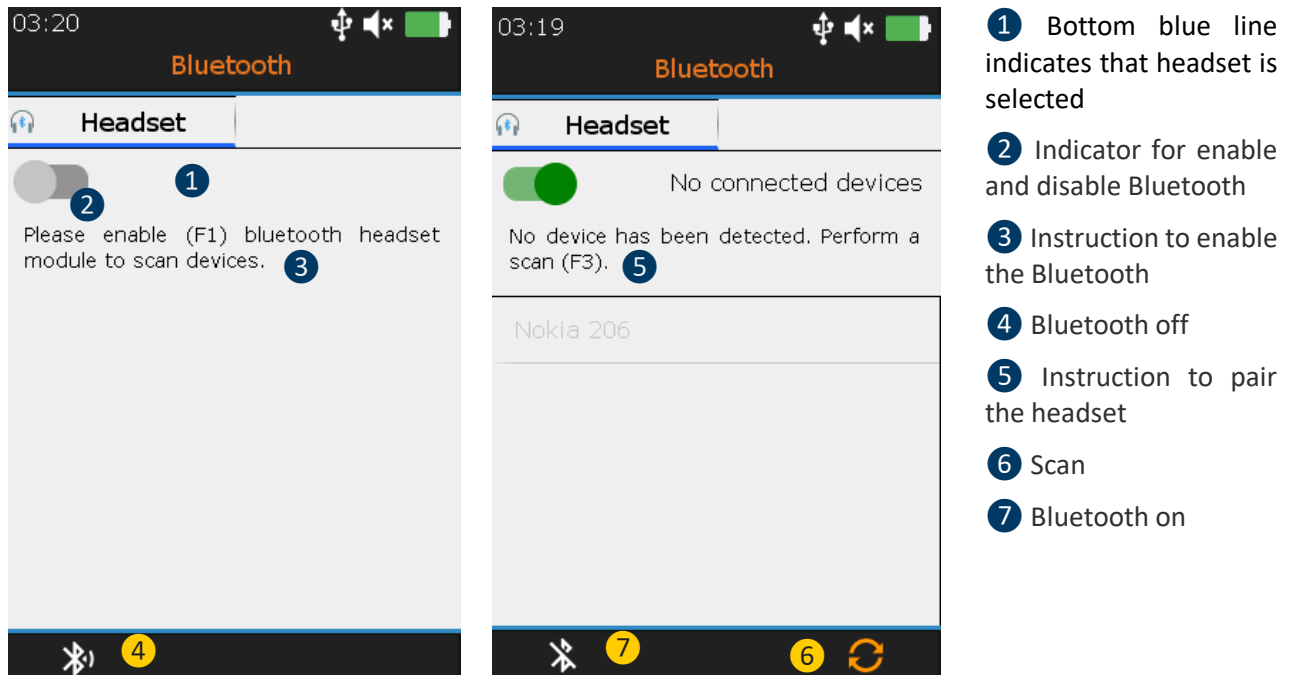 03:20
Bluetooth
Headset
1
2
Please enable (F1) bluetooth headset
module to scan devices. 3
4
03:19
Bluetooth
Headset
No connected devices
No device has been detected. Perform a
scan (F3). 5
Nokia 206
7
6
1 Bottom blue line
indicates that headset is
selected
2 Indicator for enable
and disable Bluetooth
3 Instruction to enable
the Bluetooth
4 Bluetooth off
5 Instruction to pair
the headset
6 Scan
7 Bluetooth on